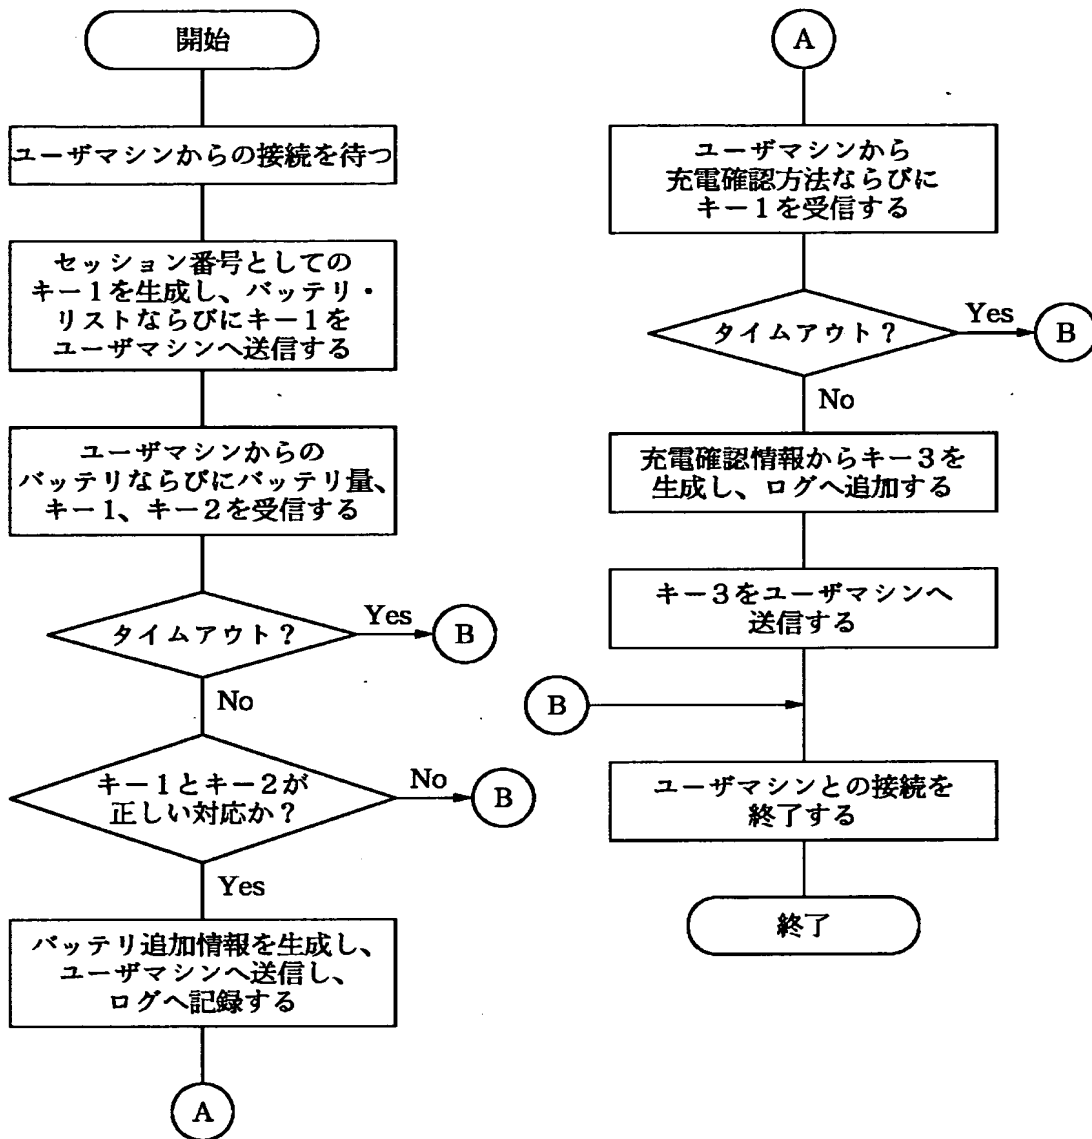 開始
ユーザマシンからの接続を待つ
セッション番号としての
キー1を生成し、バッテリ・
リストならびにキー1を
ユーザマシンへ送信する
ユーザマシンからの
バッテリならびにバッテリ量、
キー1、キー2を受信する
タイムアウト?
Yes
B
No
キー1とキー2が
正しい対応か?
No
B
Yes
バッテリ追加情報を生成し、
ユーザマシンへ送信し、
ログへ記録する
A
A
ユーザマシンから
充電確認方法ならびに
キー1を受信する
タイムアウト?
Yes
B
No
充電確認情報からキー3を
生成し、ログへ追加する
キー3をユーザマシンへ
送信する
B
ユーザマシンとの接続を
終了する
終了